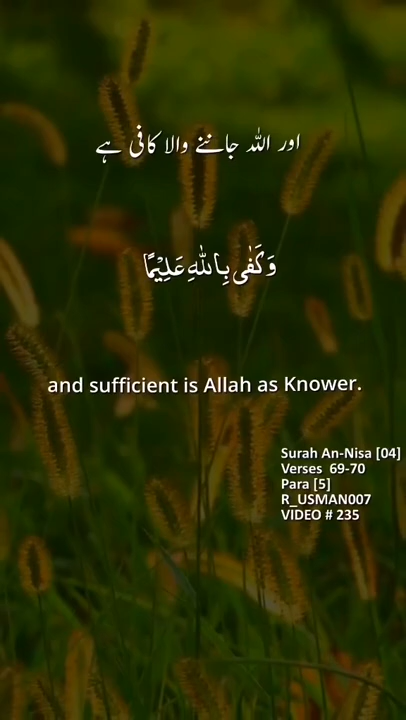 اور اللہ جاننے والا کافی ہے
وَكَفٰى بِاللّٰهِ عَلِيْمًا
and sufficient is Allah as Knower.
Surah An-Nisa [04]
Verses 69-70
Para [5]
R_USMAN007
VIDEO # 235